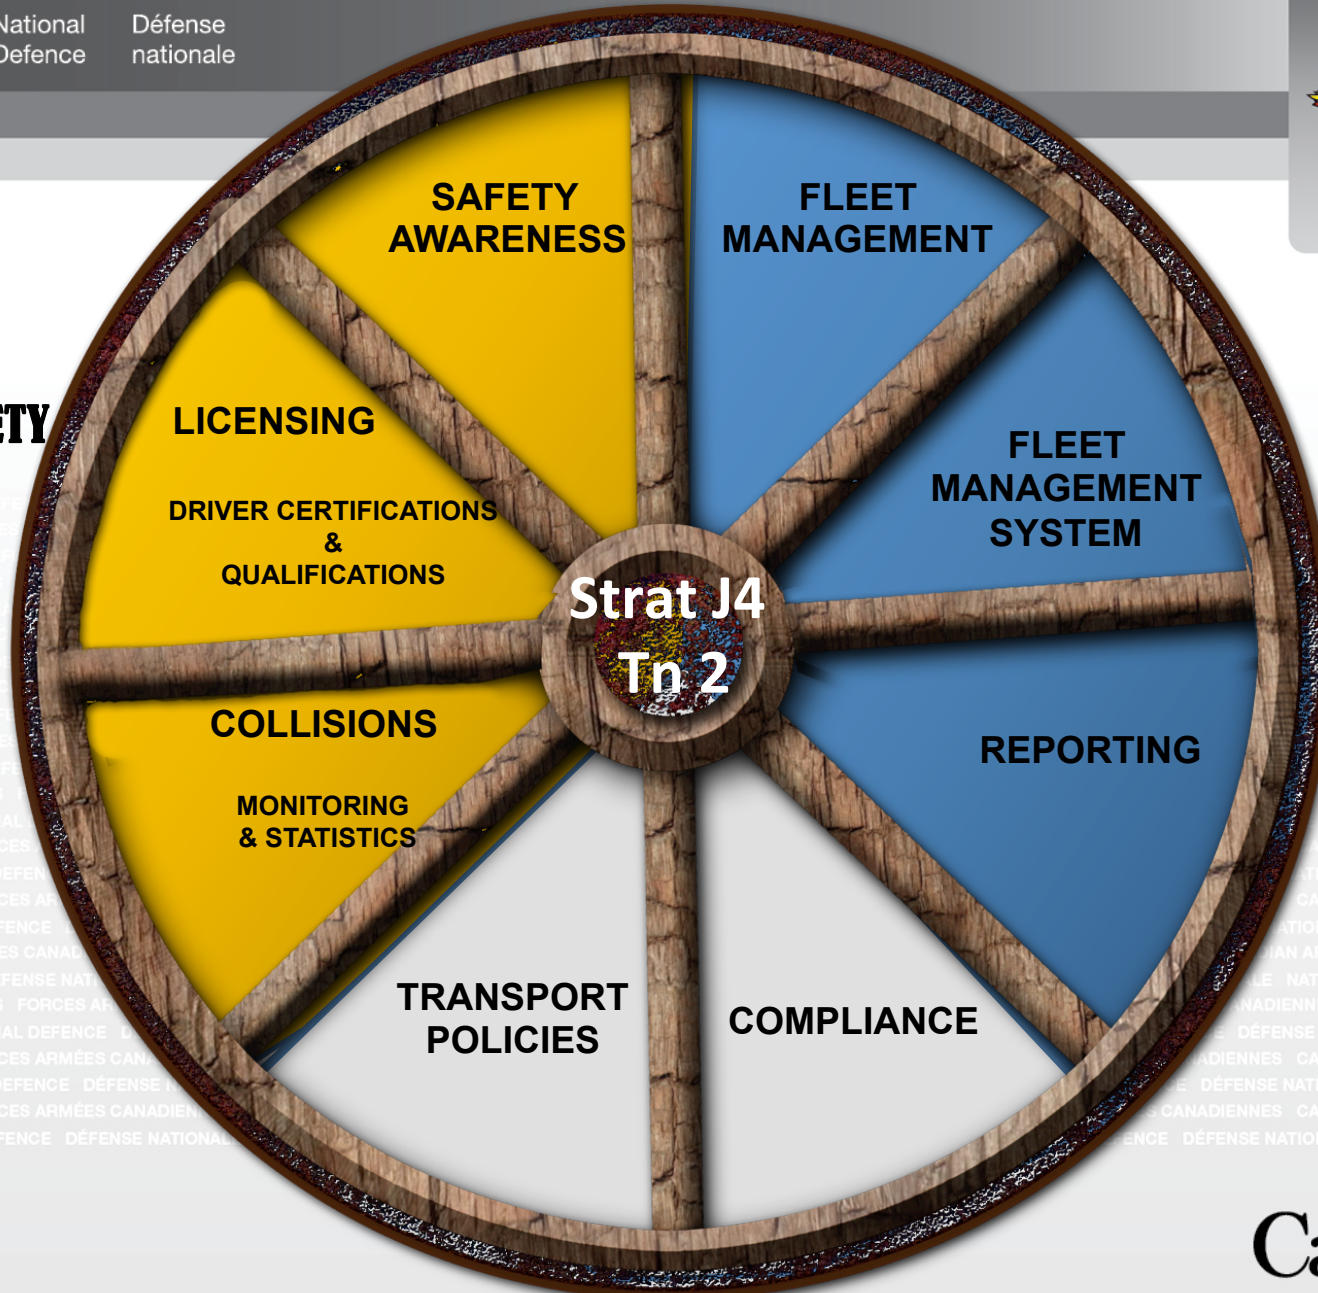 National Défense
Defence nationale
SAFETY
AWARENESS
FLEET
MANAGEMENT
LICENSING
DRIVER CERTIFICATIONS
&
QUALIFICATIONS
FLEET
MANAGEMENT
SYSTEM
Strat J4
Tn 2
COLLISIONS
MONITORING
& STATISTICS
REPORTING
TRANSPORT
POLICIES
COMPLIANCE